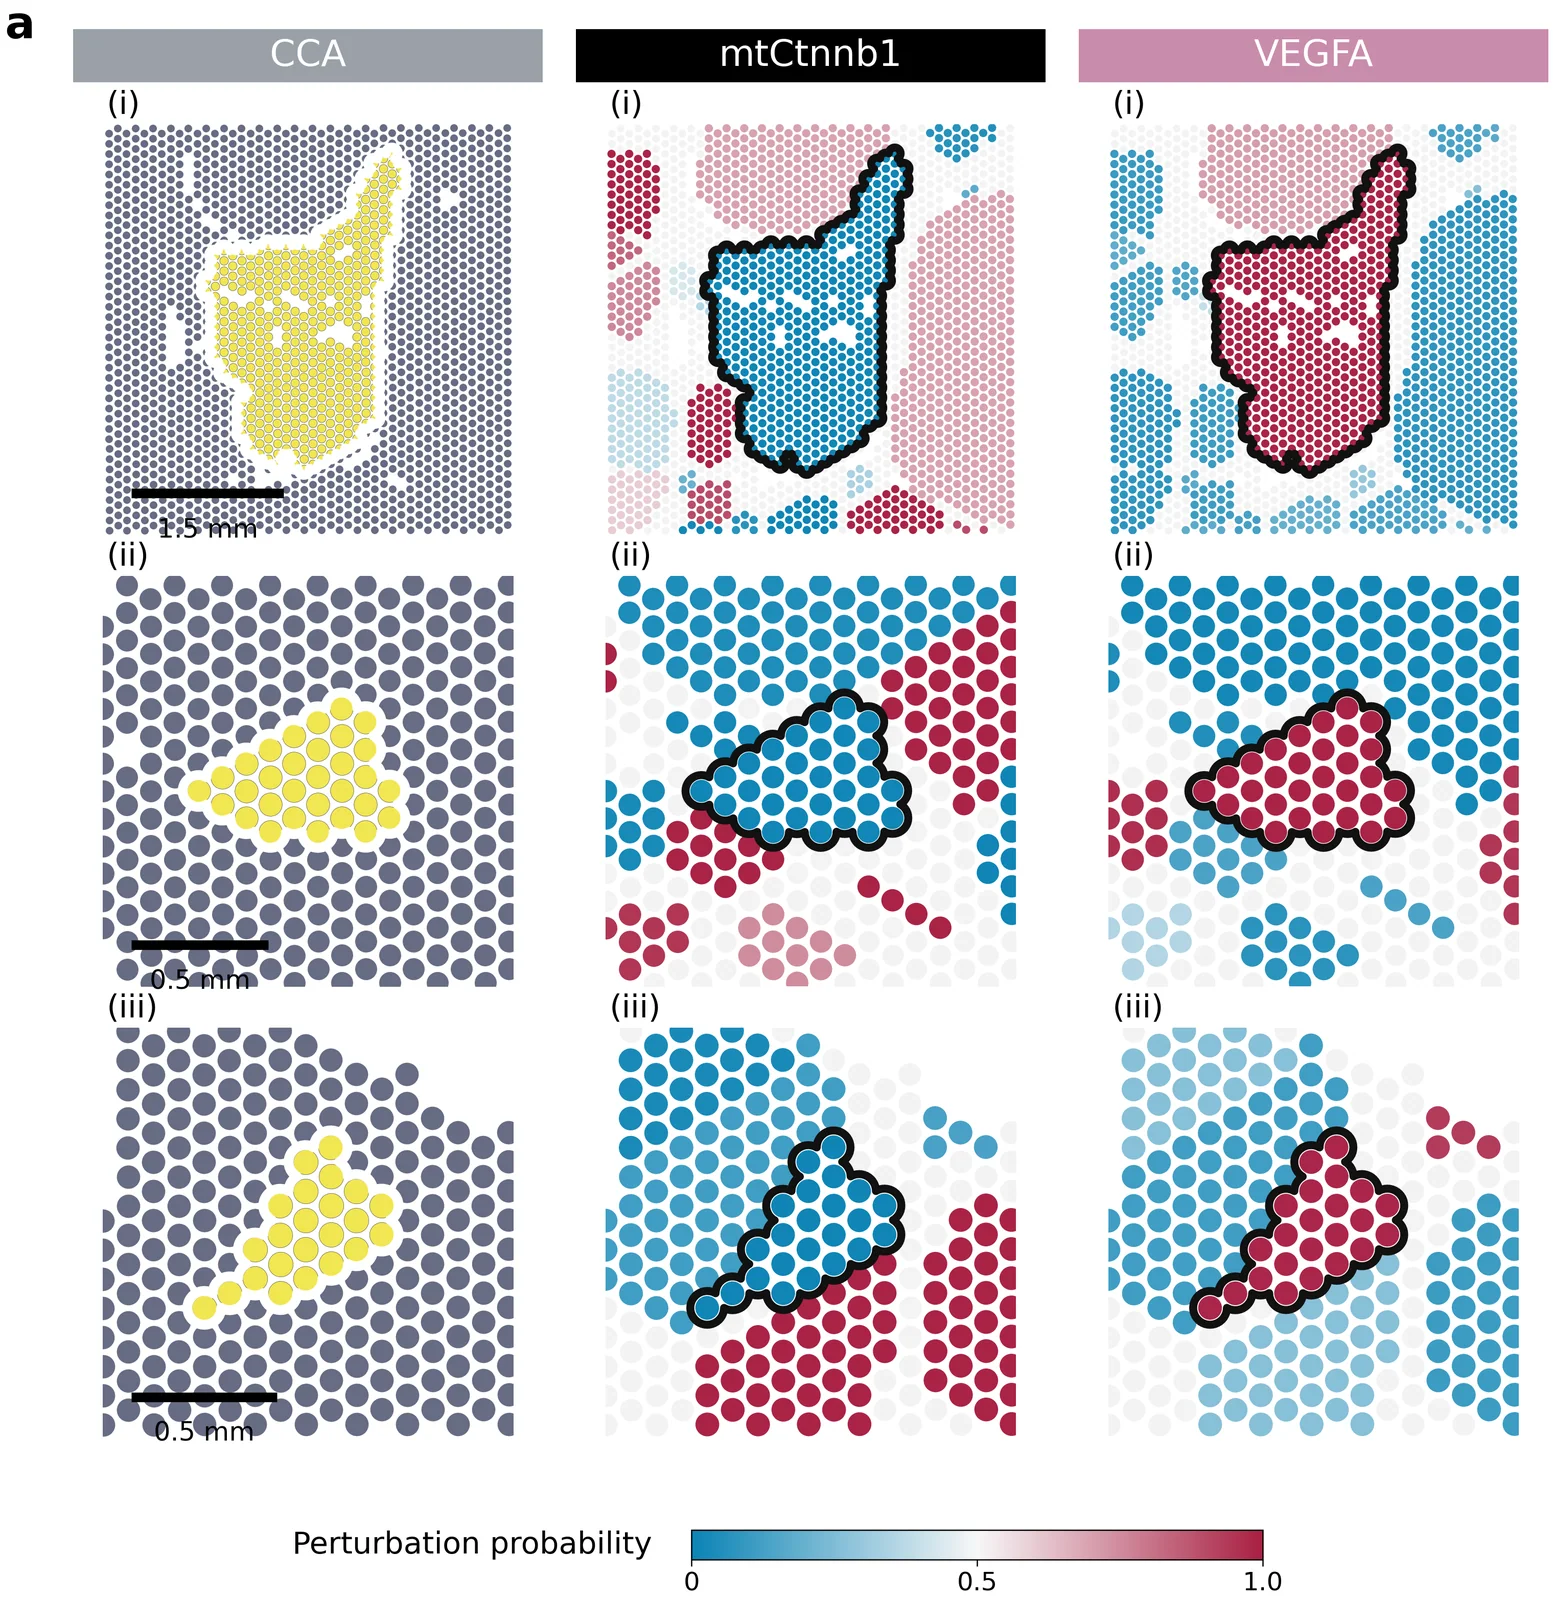 a
CCA mtCtnnb1 VEGFA
(i) (i) (i)
1.5 mm
(ii) (ii) (ii)
0.5 mm
(iii) (iii) (iii)
0.5 mm
Perturbation probability
0 0.5 1.0